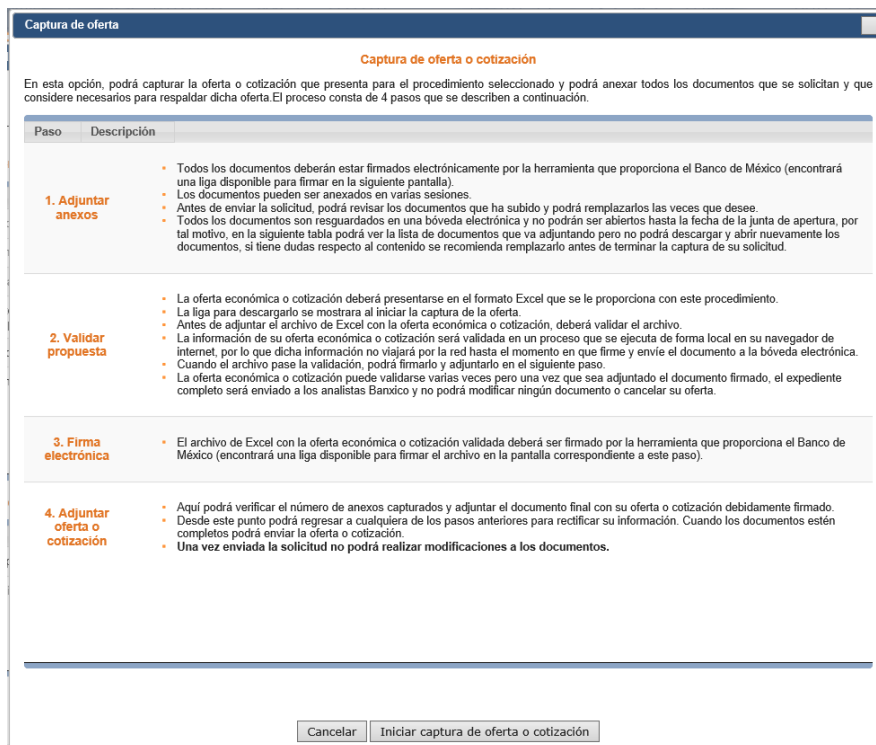 Captura de oferta
Captura de oferta o cotización
En esta opción, podrá capturar la oferta o cotización que presenta para el procedimiento seleccionado y podrá anexar todos los documentos que se solicitan y que
considere necesarios para respaldar dicha oferta.El proceso consta de 4 pasos que se describen a continuación.
Paso Descripción
1. Adjuntar
anexos
Todos los documentos deberán estar firmados electrónicamente por la herramienta que proporciona el Banco de México (encontrará
una liga disponible para firmar en la siguiente pantalla).
Los documentos pueden ser anexados en varias sesiones.
Antes de enviar la solicitud, podrá revisar los documentos que ha subido y podrá remplazarlos las veces que desee.
Todos los documentos son resguardados en una bóveda electrónica y no podrán ser abiertos hasta la fecha de la junta de apertura, por
tal motivo, en la siguiente tabla podrá ver la lista de documentos que va adjuntando pero no podrá descargar y abrir nuevamente los
documentos, si tiene dudas respecto al contenido se recomienda remplazarlo antes de terminar la captura de su solicitud.
2. Validar
propuesta
La oferta económica o cotización deberá presentarse en el formato Excel que se le proporciona con este procedimiento.
La liga para descargarlo se mostrara al iniciar la captura de la oferta.
Antes de adjuntar el archivo de Excel con la oferta económica o cotización, deberá validar el archivo.
La información de su oferta económica o cotización será validada en un proceso que se ejecuta de forma local en su navegador de
internet, por lo que dicha información no viajará por la red hasta el momento en que firme y envíe el documento a la bóveda electrónica.
Cuando el archivo pase la validación, podrá firmarlo y adjuntarlo en el siguiente paso.
La oferta económica o cotización puede validarse varias veces pero una vez que sea adjuntado el documento firmado, el expediente
completo será enviado a los analistas Banxico y no podrá modificar ningún documento o cancelar su oferta.
3. Firma
electrónica
El archivo de Excel con la oferta económica o cotización validada deberá ser firmado por la herramienta que proporciona el Banco de
México (encontrará una liga disponible para firmar el archivo en la pantalla correspondiente a este paso).
4. Adjuntar
oferta o
cotización
Aquí podrá verificar el número de anexos capturados y adjuntar el documento final con su oferta o cotización debidamente firmado.
Desde este punto podrá regresar a cualquiera de los pasos anteriores para rectificar su información. Cuando los documentos estén
completos podrá enviar la oferta o cotización.
Una vez enviada la solicitud no podrá realizar modificaciones a los documentos.
Cancelar
Iniciar captura de oferta o cotización